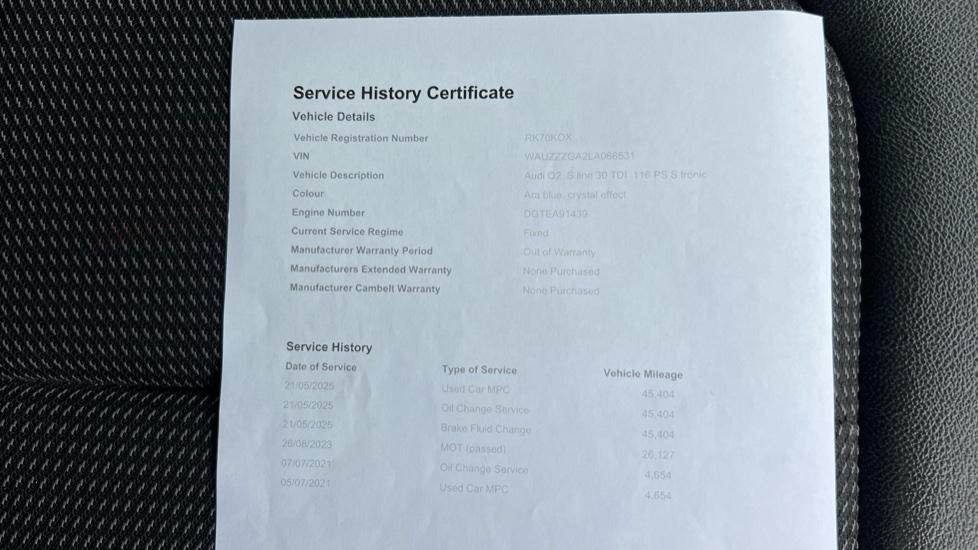 Service History Certificate
Vehicle Details
Vehicle Registration Number RK70KOX
VIN WAUZZZGA2LA066531
Vehicle Description Audi Q2 S line 30 TDI 116 PS S tronic
Colour Ara blue, crystal effect
Engine Number DGTEA91439
Current Service Regime Fixed
Manufacturer Warranty Period Out of Warranty
Manufacturers Extended Warranty None Purchased
Manufacturer Cambelt Warranty None Purchased
Service History
Date of Service Type of Service Vehicle Mileage
21/05/2025 Used Car MPC 45,404
21/05/2025 Oil Change Service 45,404
21/05/2025 Brake Fluid Change 45,404
26/08/2023 MOT (passed) 26,127
07/07/2021 Oil Change Service 4,654
05/07/2021 Used Car MPC 4,654